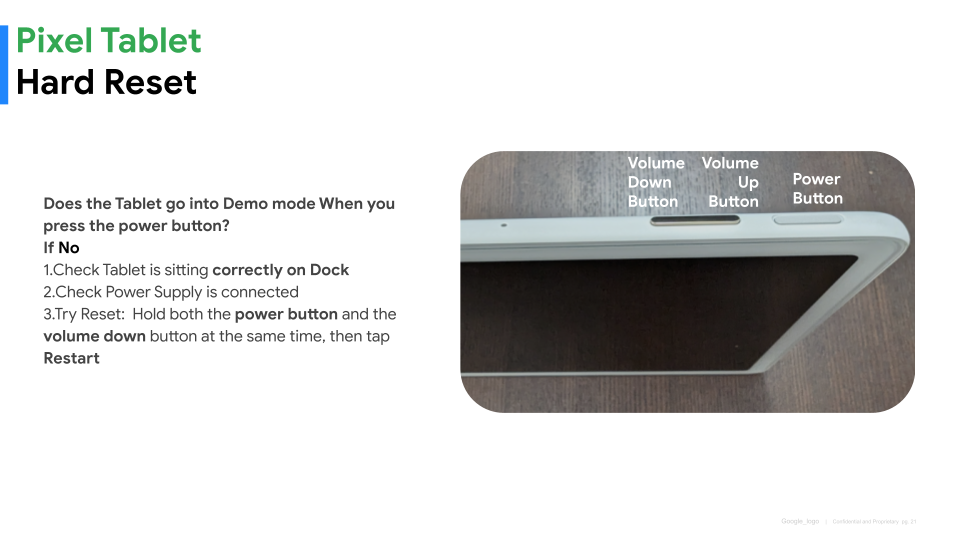 Pixel Tablet
Hard Reset
Does the Tablet go into Demo mode When you
press the power button?
If No
1.Check Tablet is sitting correctly on Dock
2.Check Power Supply is connected
3.Try Reset:  Hold both the power button and the
volume down button at the same time, then tap
Restart
Volume
Down
Button
Volume
Up
Button
Power
Button
Google_logo | Confidential and Proprietary pg. 21